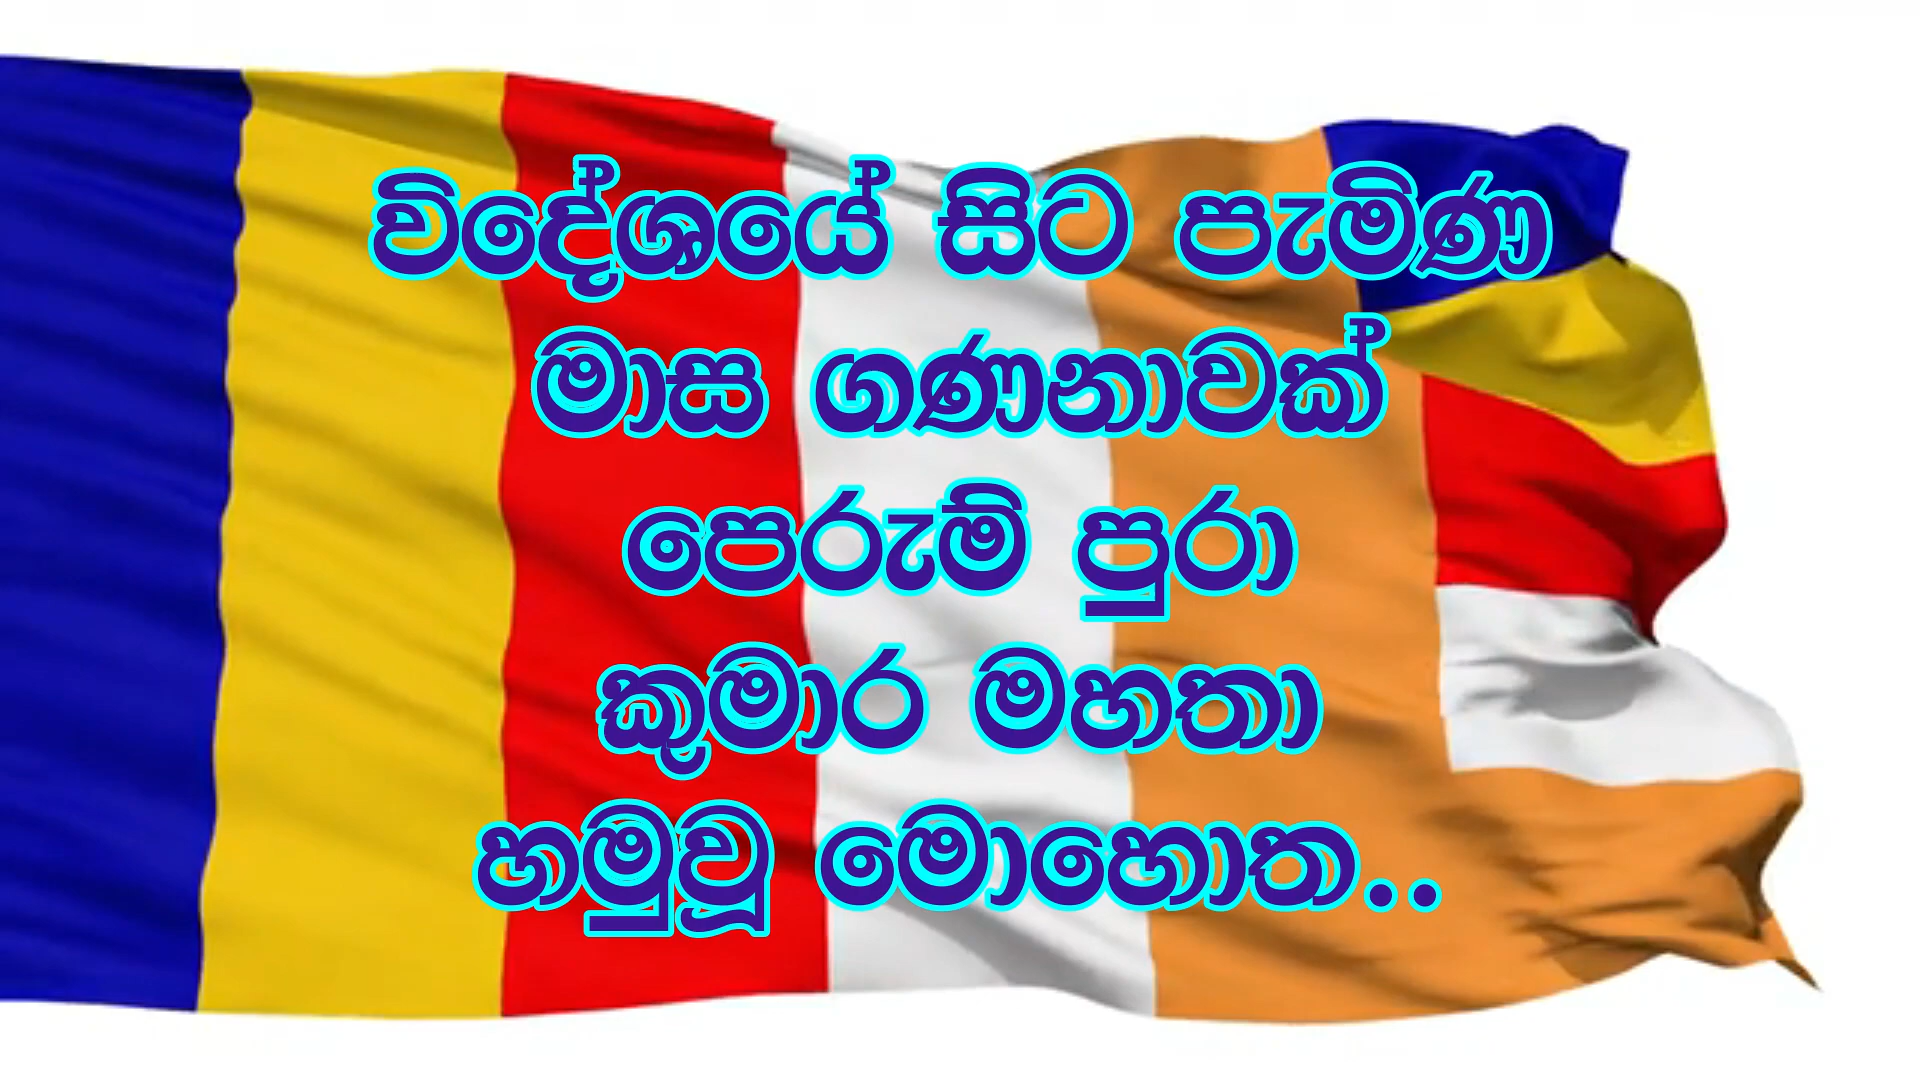 විදේශයේ සිට පැමිණ
මාස ගණනාවක්
පෙරුම් පුරා
කුමාර මහතා
හමුවූ මොහොත..